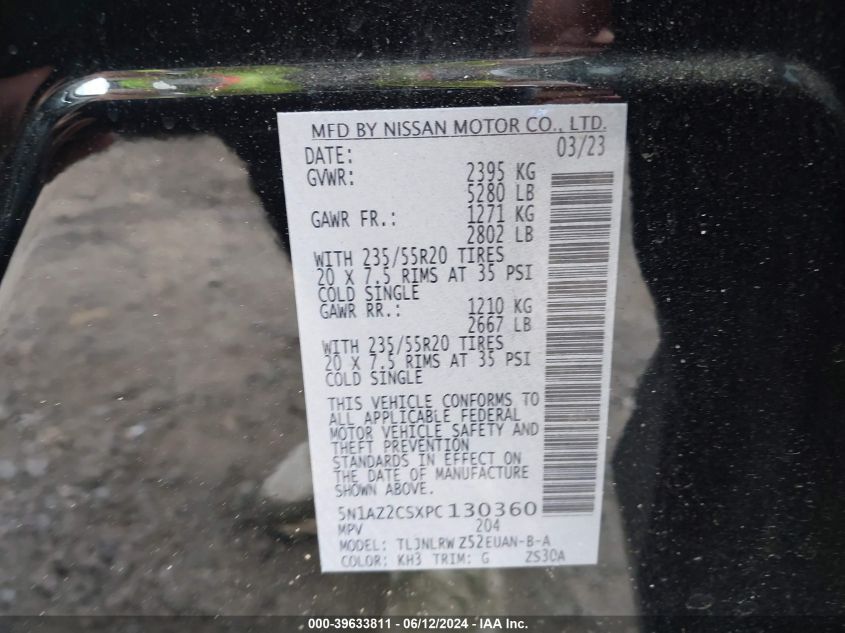 MFD BY NISSAN MOTOR CO., LTD.
DATE: 03/23
GVWR: 2395 KG
5280 LB
GAWR FR.: 1271 KG
2802 LB
WITH 235/55R20 TIRES
20 X 7.5 RIMS AT 35 PSI
COLD SINGLE
GAWR RR.: 1210 KG
2667 LB
WITH 235/55R20 TIRES
20 X 7.5 RIMS AT 35 PSI
COLD SINGLE
THIS VEHICLE CONFORMS TO
ALL APPLICABLE FEDERAL
MOTOR VEHICLE SAFETY AND
THEFT PREVENTION
STANDARDS IN EFFECT ON
THE DATE OF MANUFACTURE
SHOWN ABOVE.
5N1AZ2CSXPC130360
MPV 204
MODEL: TLJNLRW Z52EUAN-B-A
COLOR: KH3 TRIM: G ZS30A
000-39633811 - 06/12/2024 - IAA Inc.